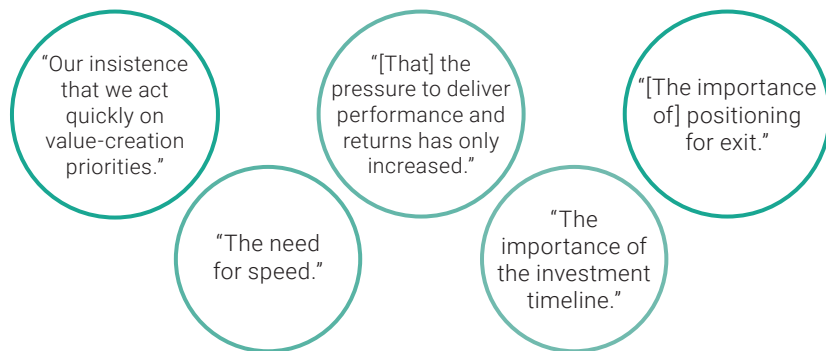 “Our insistence
that we act
quickly on
value-creation
priorities.”
“The need
for speed.”
“[That] the
pressure to deliver
performance and
returns has only
increased.”
“The
importance of
the investment
timeline.”
“[The importance
of] positioning
for exit.”